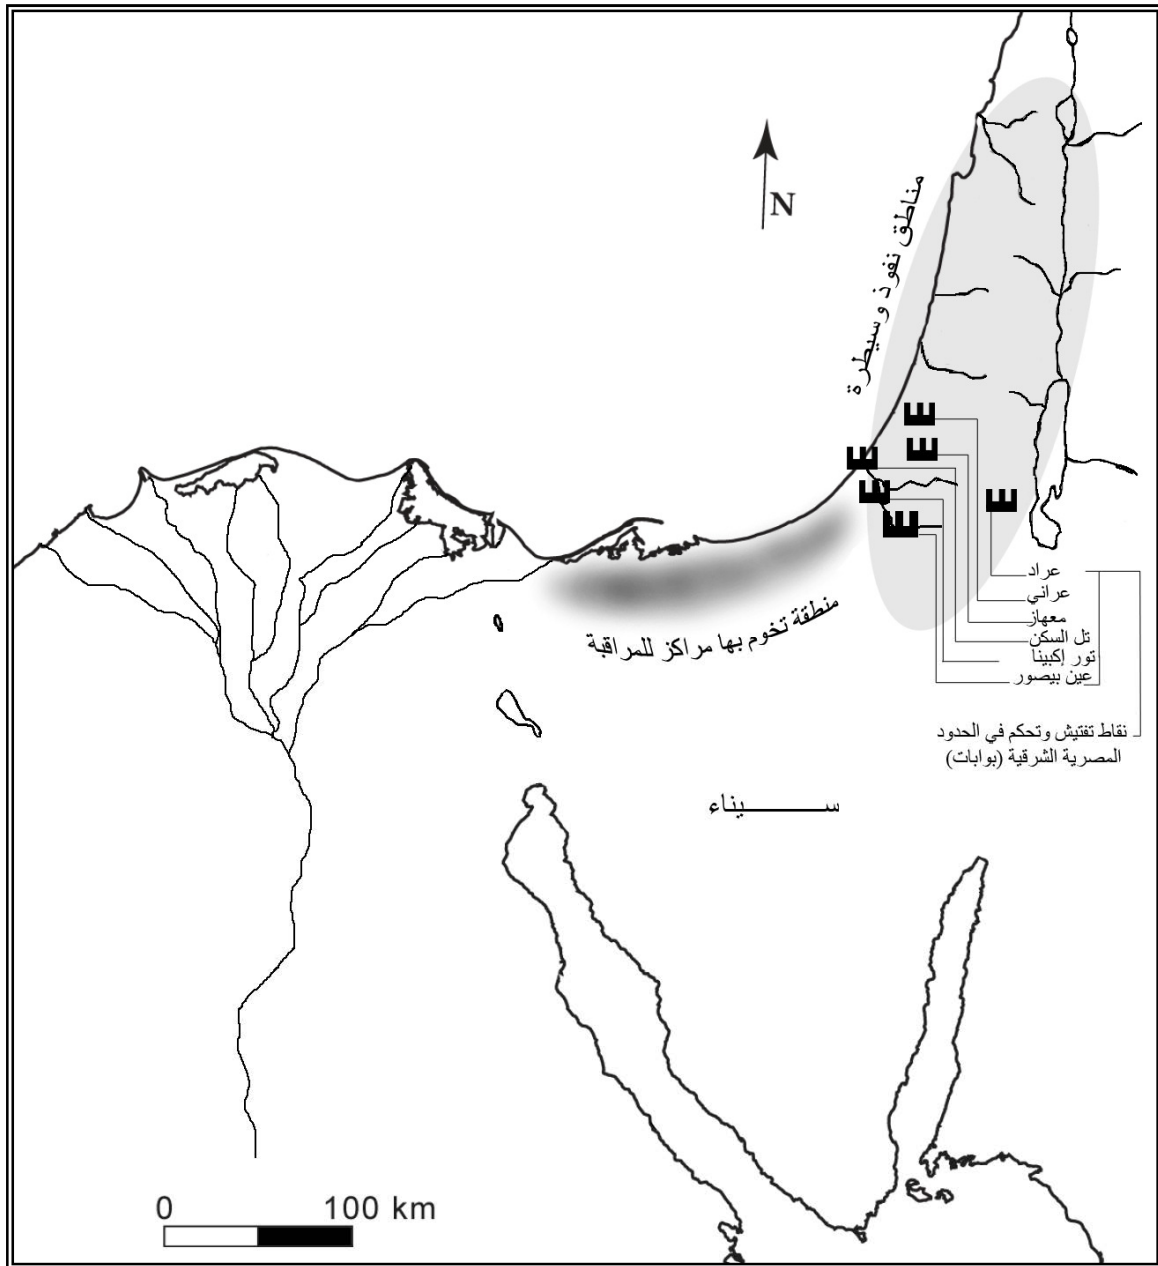 N
مناطق نفوذ وسيطرة
E
E
E
E
E
E
منطقة تخوم بها مراكز للمراقبة
عراد
عراني
معهاز
تل السكن
تور إكبينا
عين بيصور
نقاط تفتيش وتحكم في الحدود
المصرية الشرقية (بوابات)
ســـــــيناء
0 100 km